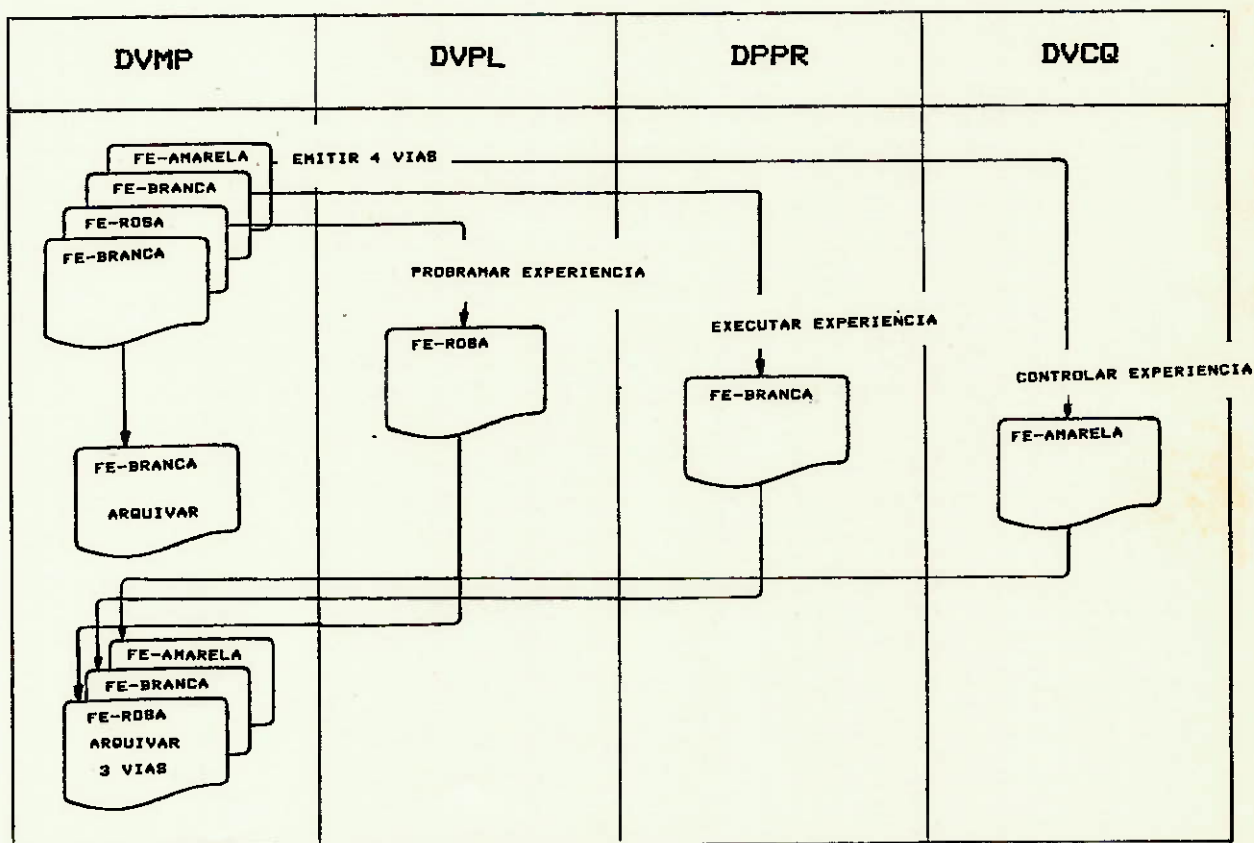 DVMP
DVPL
DPPR
DVCQ
FE-AMARELA
EMITIR 4 VIAS
FE-BRANCA
FE-ROSA
FE-BRANCA
PROGRAMAR EXPERIENCIA
EXECUTAR EXPERIENCIA
FE-ROSA
CONTROLAR EXPERIENCIA
FE-BRANCA
FE-AMARELA
FE-BRANCA
ARQUIVAR
FE-AMARELA
FE-BRANCA
FE-ROSA
ARQUIVAR
3 VIAS